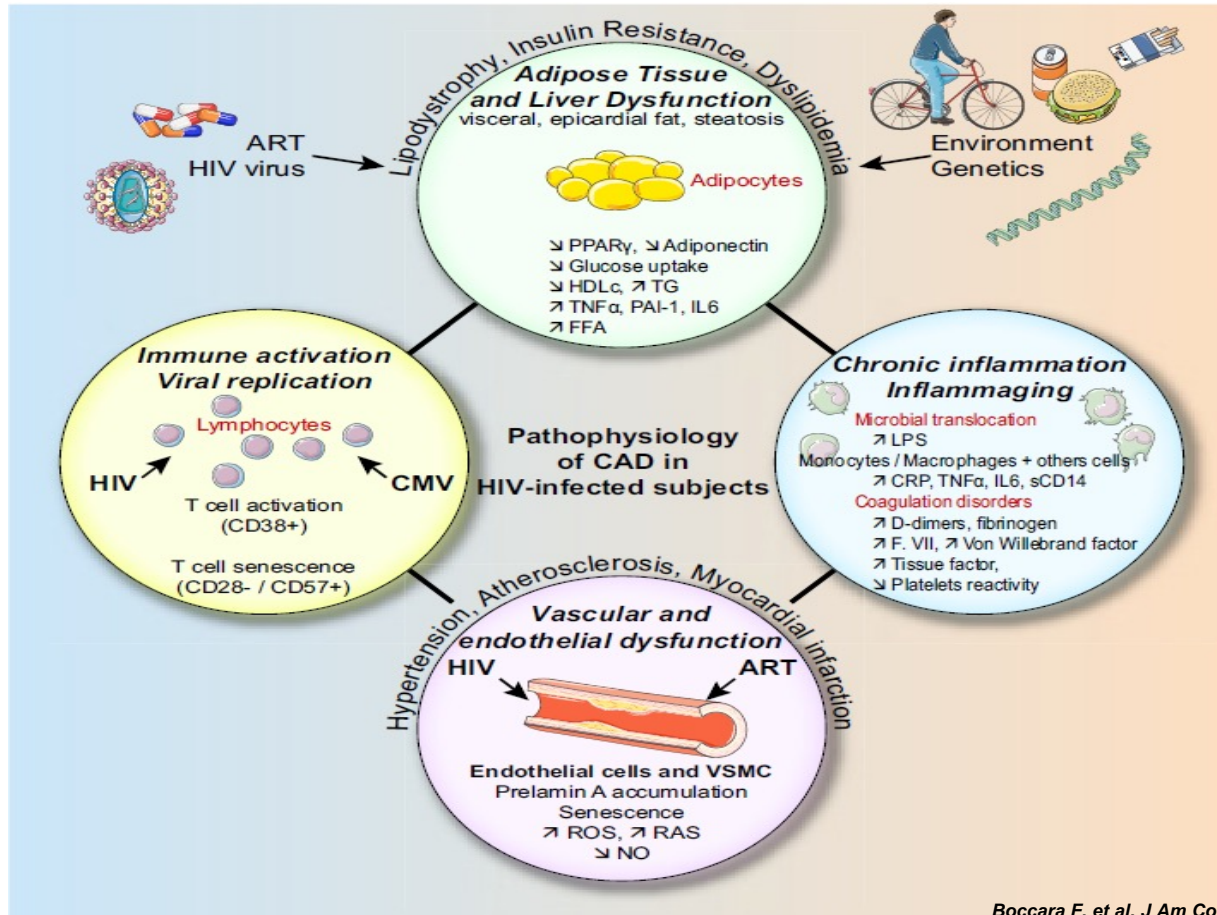 Lipodystrophy, Insulin Resistance, Dyslipidemia
Adipose Tissue
and Liver Dysfunction
visceral, epicardial fat, steatosis
Adipocytes
↘ PPARγ, ↘ Adiponectin
↘ Glucose uptake
↘ HDLc, ↗ TG
↗ TNFα, PAI-1, IL6
↗ FFA
ART
HIV virus
Environment
Genetics
Immune activation
Viral replication
Lymphocytes
HIV
CMV
T cell activation
(CD38+)
T cell senescence
(CD28- / CD57+)
Pathophysiology
of CAD in
HIV-infected subjects
Chronic inflammation
Inflammaging
Microbial translocation
↗ LPS
Monocytes / Macrophages + others cells
↗ CRP, TNFα, IL6, sCD14
Coagulation disorders
↗ D-dimers, fibrinogen
↗ F. VII, ↗ Von Willebrand factor
↗ Tissue factor,
↘ Platelets reactivity
Hypertension, Atherosclerosis, Myocardial infarction
Vascular and
endothelial dysfunction
HIV
ART
Endothelial cells and VSMC
Prelamin A accumulation
Senescence
↗ ROS, ↗ RAS
↘ NO
Boccara F, et al. J Am Co